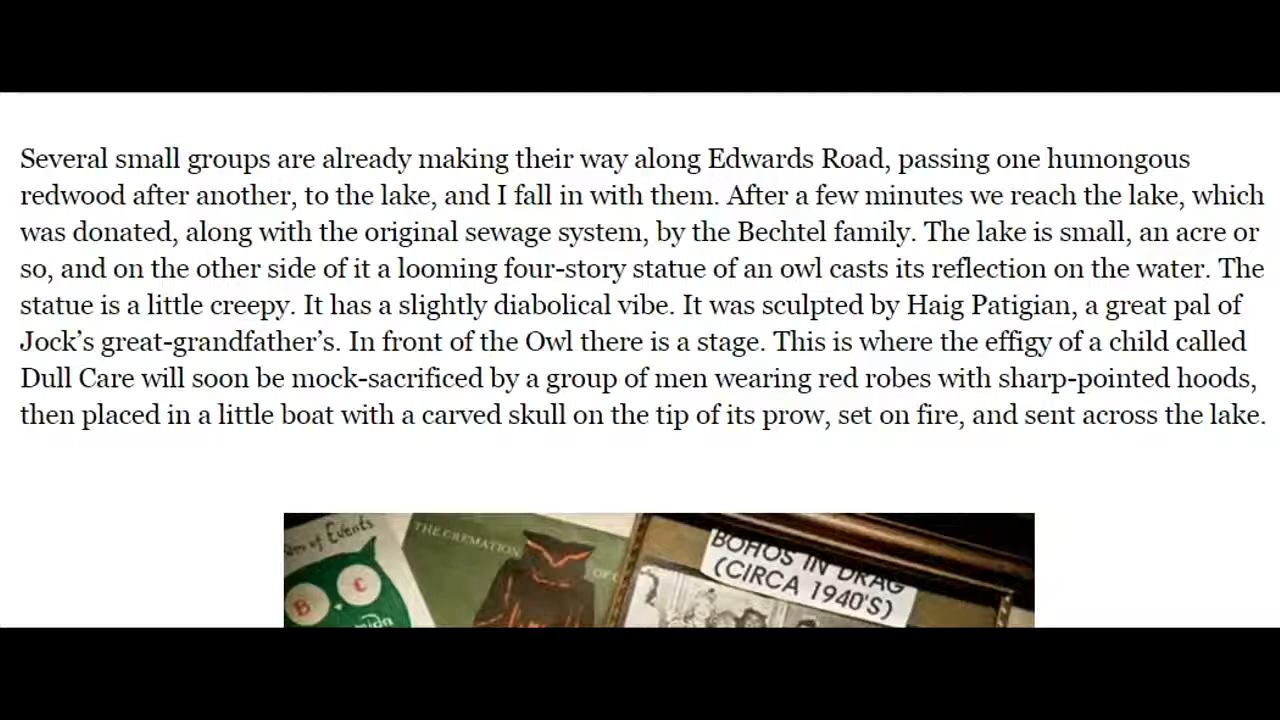 Several small groups are already making their way along Edwards Road, passing one humongous
redwood after another, to the lake, and I fall in with them. After a few minutes we reach the lake, which
was donated, along with the original sewage system, by the Bechtel family. The lake is small, an acre or
so, and on the other side of it a looming four-story statue of an owl casts its reflection on the water. The
statue is a little creepy. It has a slightly diabolical vibe. It was sculpted by Haig Patigian, a great pal of
Jock’s great-grandfather’s. In front of the Owl there is a stage. This is where the effigy of a child called
Dull Care will soon be mock-sacrificed by a group of men wearing red robes with sharp-pointed hoods,
then placed in a little boat with a carved skull on the tip of its prow, set on fire, and sent across the lake.
of Events
B C
THE CREMATION
BOHOS IN DRAG
(CIRCA 1940'S)